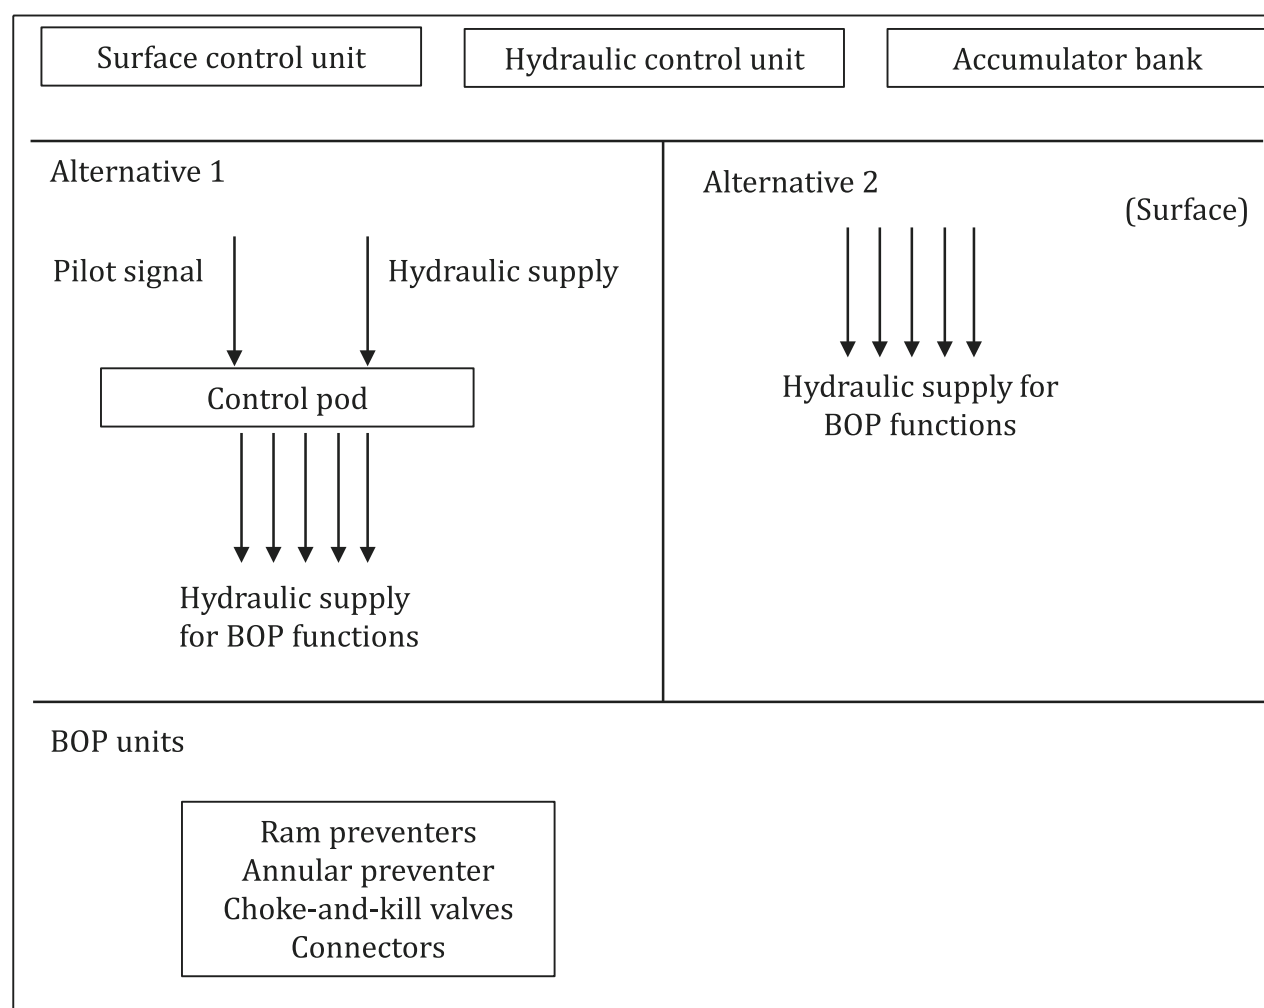 Surface control unit
Hydraulic control unit
Accumulator bank
Alternative 1
Pilot signal
Hydraulic supply
Control pod
Hydraulic supply
for BOP functions
Alternative 2
(Surface)
Hydraulic supply for
BOP functions
BOP units
Ram preventers
Annular preventer
Choke-and-kill valves
Connectors